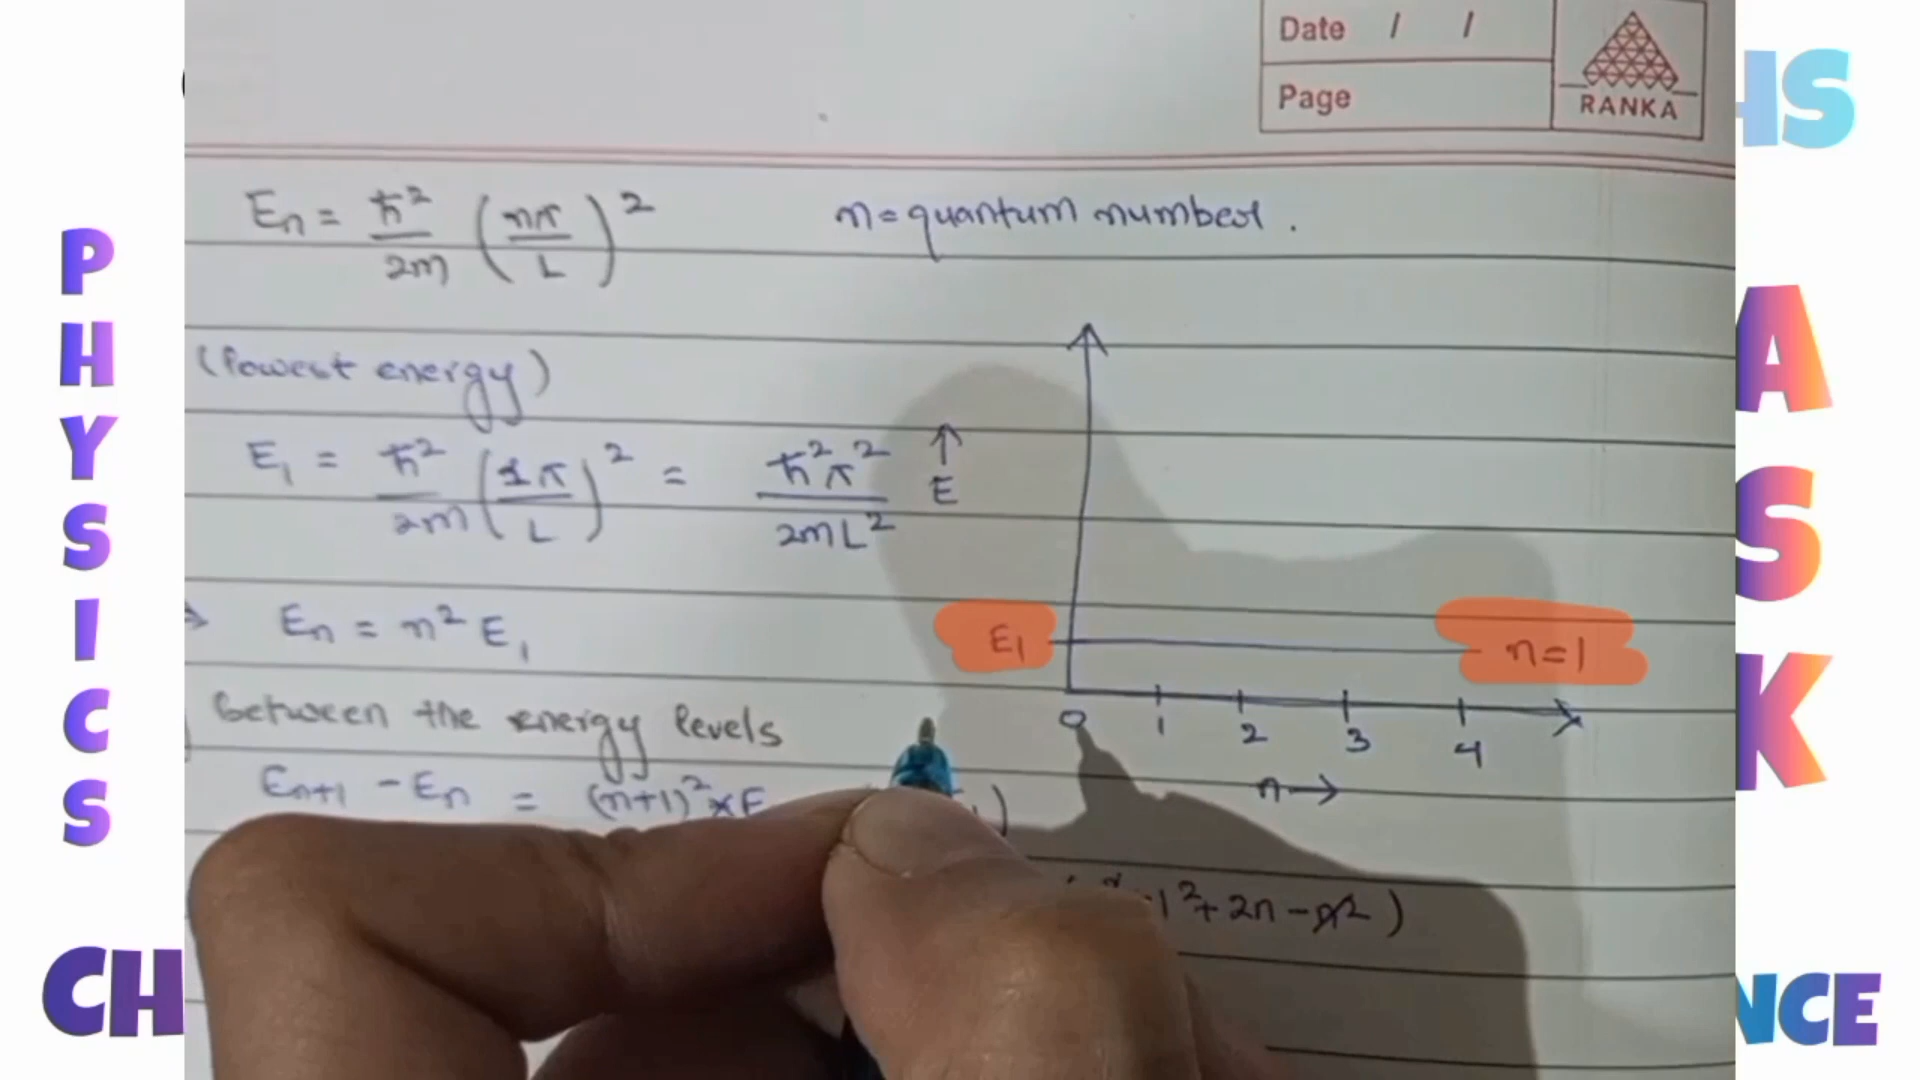 Date / /
Page
RANKA
Eₙ = ħ²/2m (nπ/L)²
n = quantum number.
(lowest energy)
E₁ = ħ²/2m (1π/L)² = ħ²π²/2mL²
↑
E
⇒ Eₙ = n² E₁
E₁
n=1
0 1 2 3 4
n→
between the energy levels
Eₙ₊₁ - Eₙ = (n+1)² × E
1² + 2n - n²)
PHYSICS
CH
HS
ASK
NCE